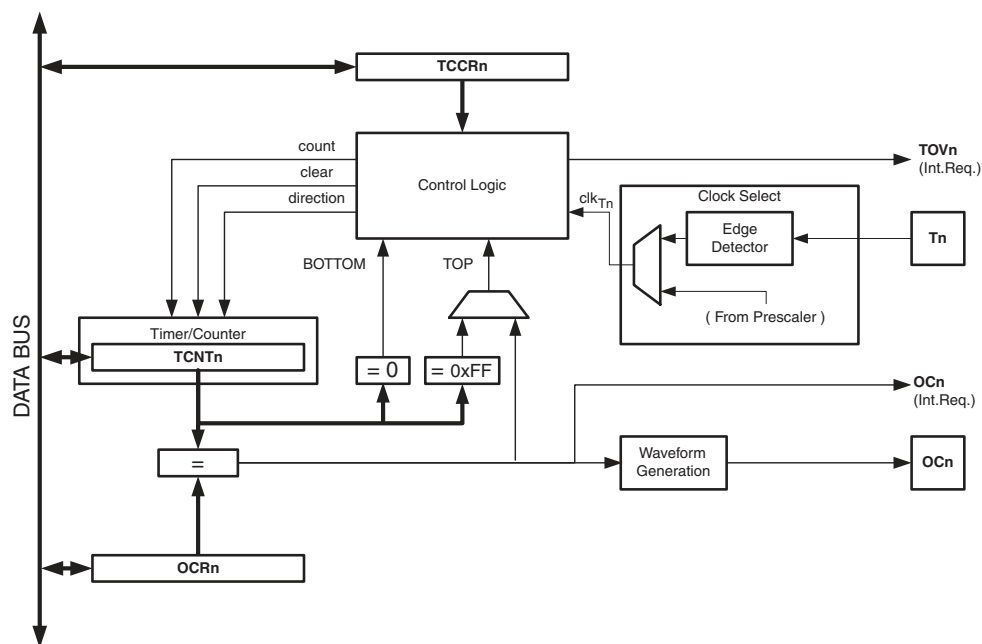 TCCRn
count
clear
direction
Control Logic
TOVn
(Int.Req.)
clkTn
Clock Select
Edge
Detector
Tn
( From Prescaler )
BOTTOM
TOP
Timer/Counter
TCNTn
= 0
= 0xFF
OCn
(Int.Req.)
=
Waveform
Generation
OCn
OCRn
DATA BUS